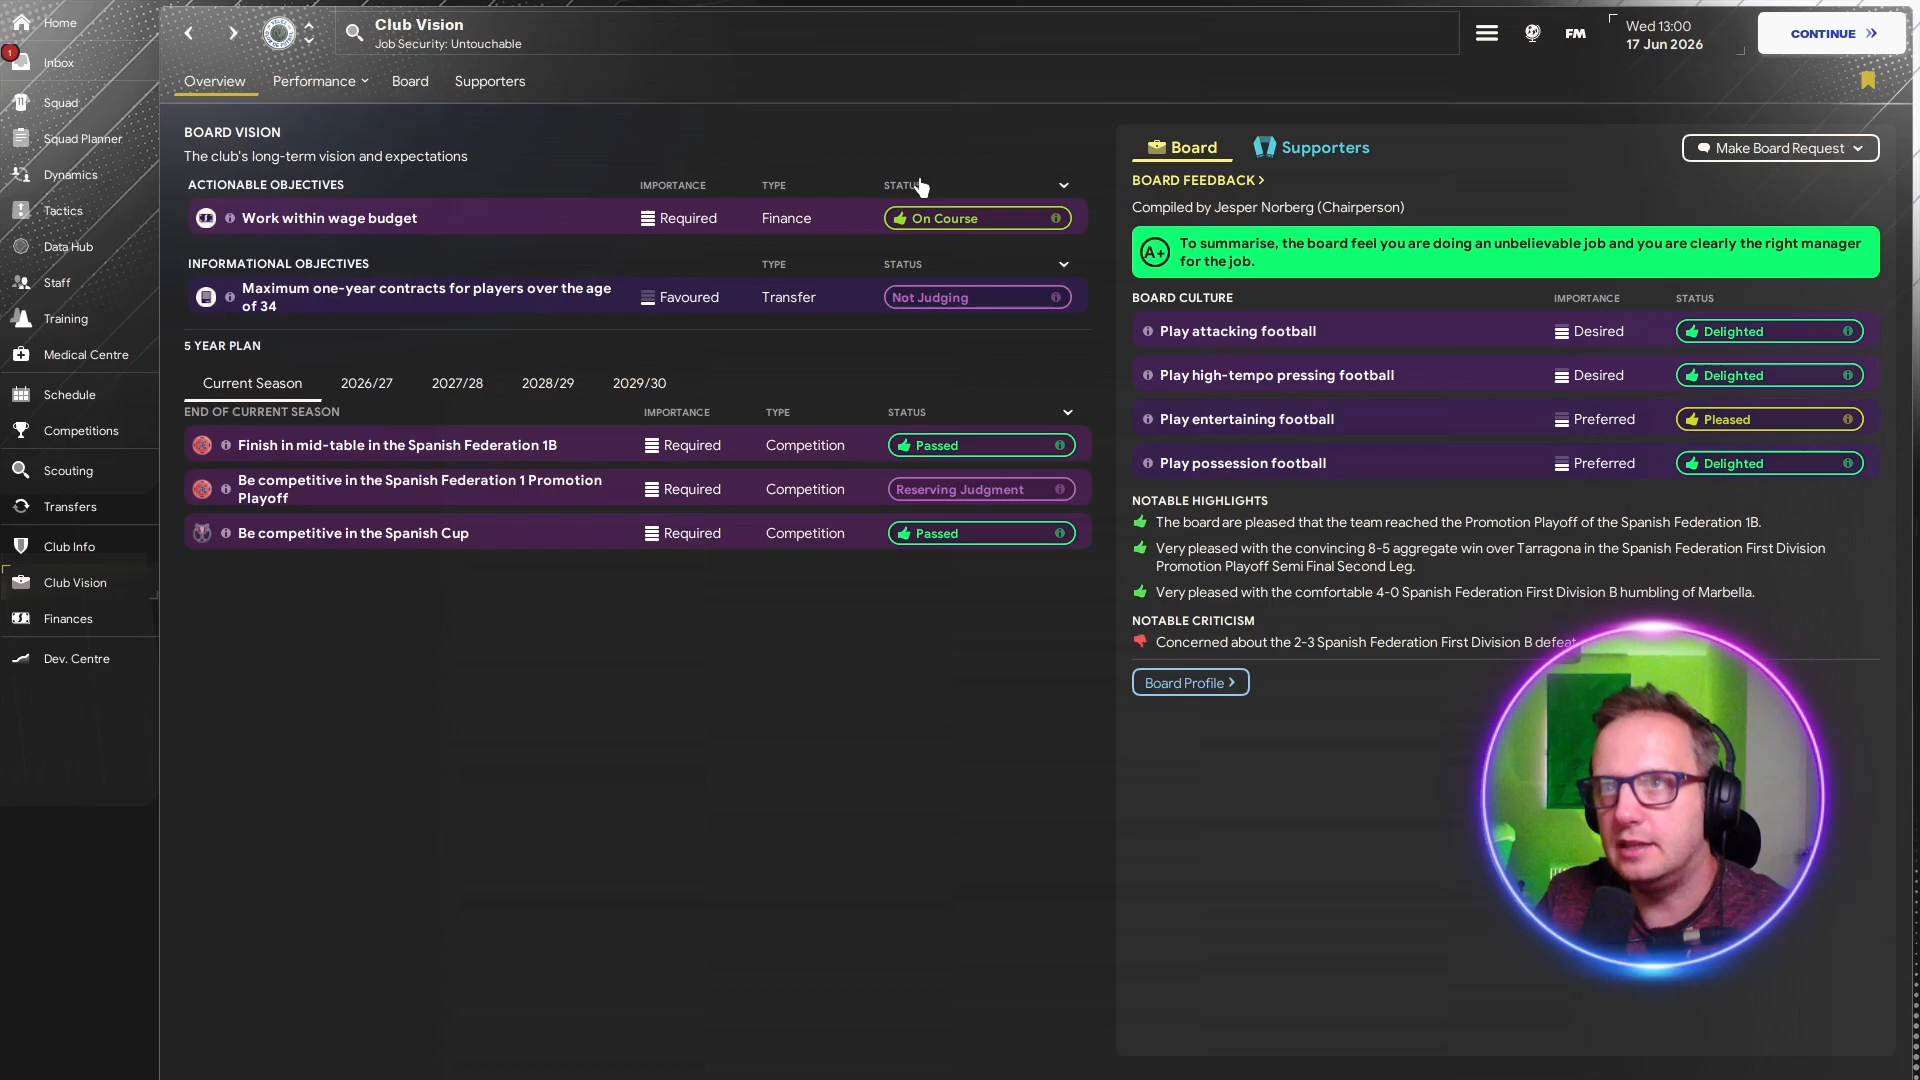 Home
1
Inbox
Squad
Squad Planner
Dynamics
Tactics
Data Hub
Staff
Training
Medical Centre
Schedule
Competitions
Scouting
Transfers
Club Info
Club Vision
Finances
Dev. Centre
Club Vision
Job Security: Untouchable
FM
Wed 13:00
17 Jun 2026
CONTINUE
Overview
Performance
Board
Supporters
BOARD VISION
The club's long-term vision and expectations
ACTIONABLE OBJECTIVES IMPORTANCE TYPE STATUS
Work within wage budget Required Finance On Course
INFORMATIONAL OBJECTIVES TYPE STATUS
Maximum one-year contracts for players over the age
of 34 Favoured Transfer Not Judging
5 YEAR PLAN
Current Season 2026/27 2027/28 2028/29 2029/30
END OF CURRENT SEASON IMPORTANCE TYPE STATUS
Finish in mid-table in the Spanish Federation 1B Required Competition Passed
Be competitive in the Spanish Federation 1 Promotion
Playoff Required Competition Reserving Judgment
Be competitive in the Spanish Cup Required Competition Passed
Board Supporters Make Board Request
BOARD FEEDBACK >
Compiled by Jesper Norberg (Chairperson)
A+
To summarise, the board feel you are doing an unbelievable job and you are clearly the right manager
for the job.
BOARD CULTURE IMPORTANCE STATUS
Play attacking football Desired Delighted
Play high-tempo pressing football Desired Delighted
Play entertaining football Preferred Pleased
Play possession football Preferred Delighted
NOTABLE HIGHLIGHTS
The board are pleased that the team reached the Promotion Playoff of the Spanish Federation 1B.
Very pleased with the convincing 8-5 aggregate win over Tarragona in the Spanish Federation First Division
Promotion Playoff Semi Final Second Leg.
Very pleased with the comfortable 4-0 Spanish Federation First Division B humbling of Marbella.
NOTABLE CRITICISM
Concerned about the 2-3 Spanish Federation First Division B defeat
Board Profile >